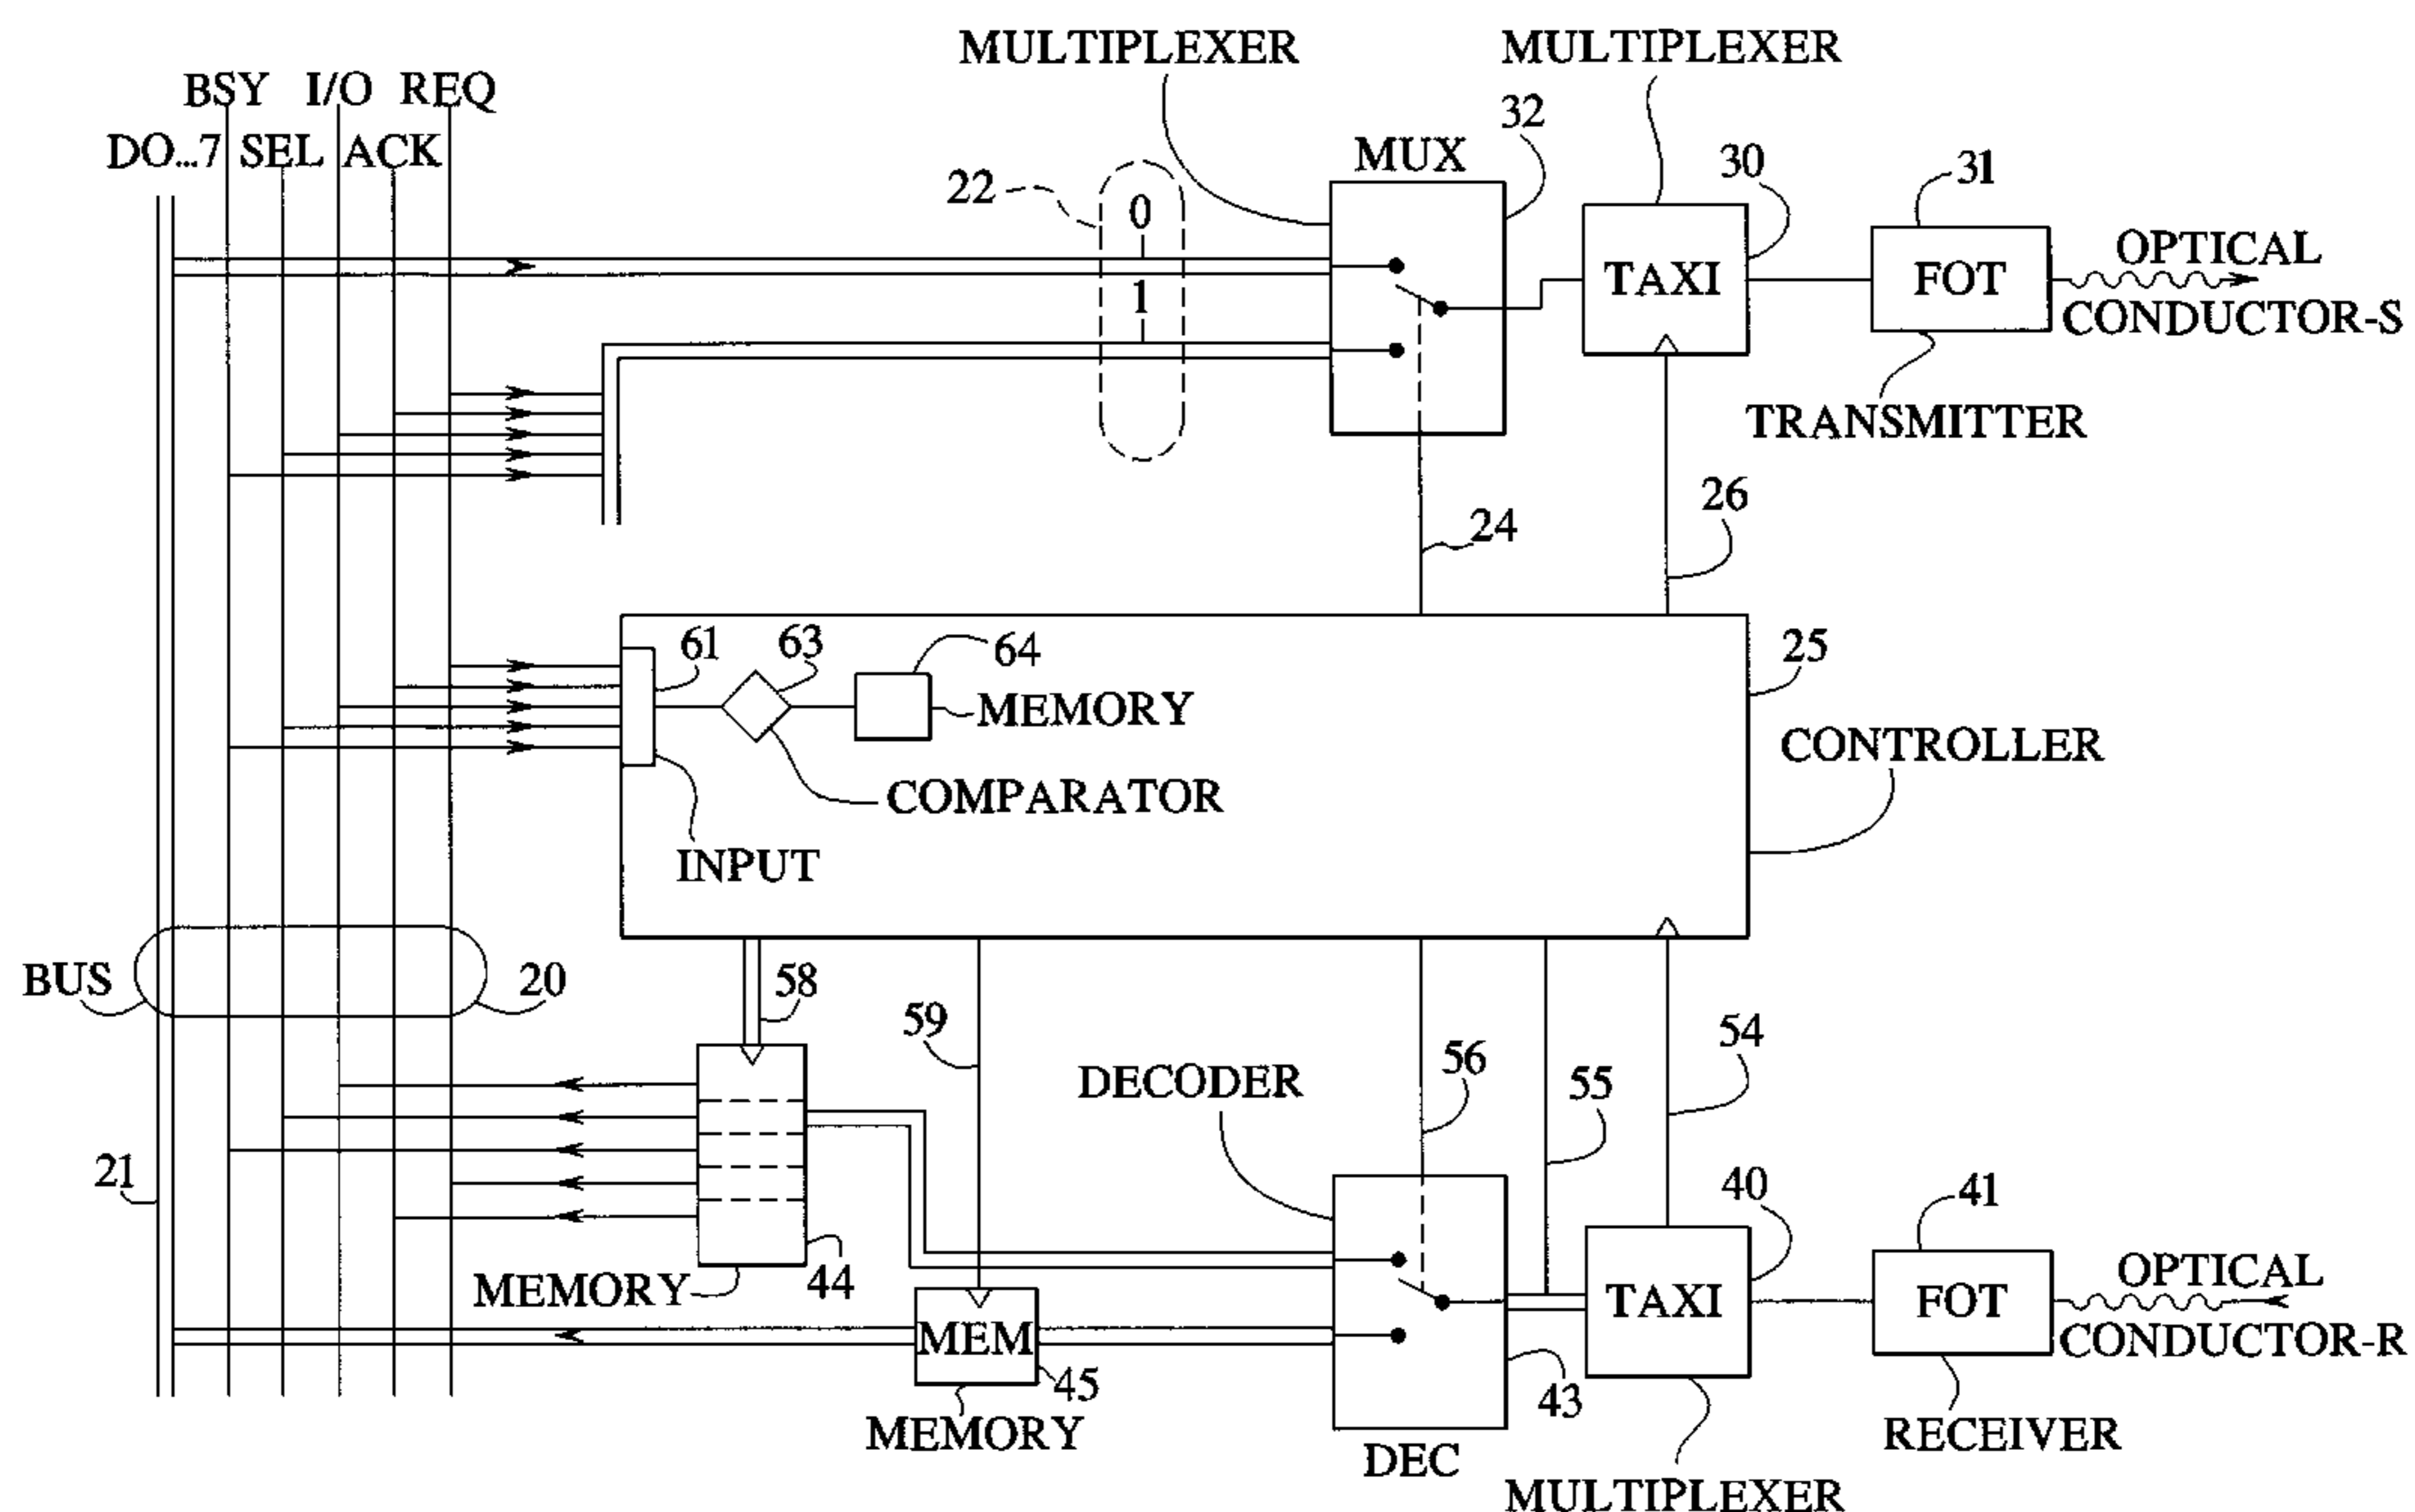 MULTIPLEXER
MULTIPLEXER
BSY I/O REQ
DO...7 SEL ACK
32
MUX
30
31
22
0
1
TAXI
FOT
OPTICAL
CONDUCTOR-S
TRANSMITTER
24
26
61
63
64
MEMORY
25
CONTROLLER
COMPARATOR
INPUT
BUS
20
58
59
DECODER
56
55
54
21
40
41
44
MEMORY
MEM
45
MEMORY
43
DEC
TAXI
FOT
OPTICAL
CONDUCTOR-R
RECEIVER
MULTIPLEXER